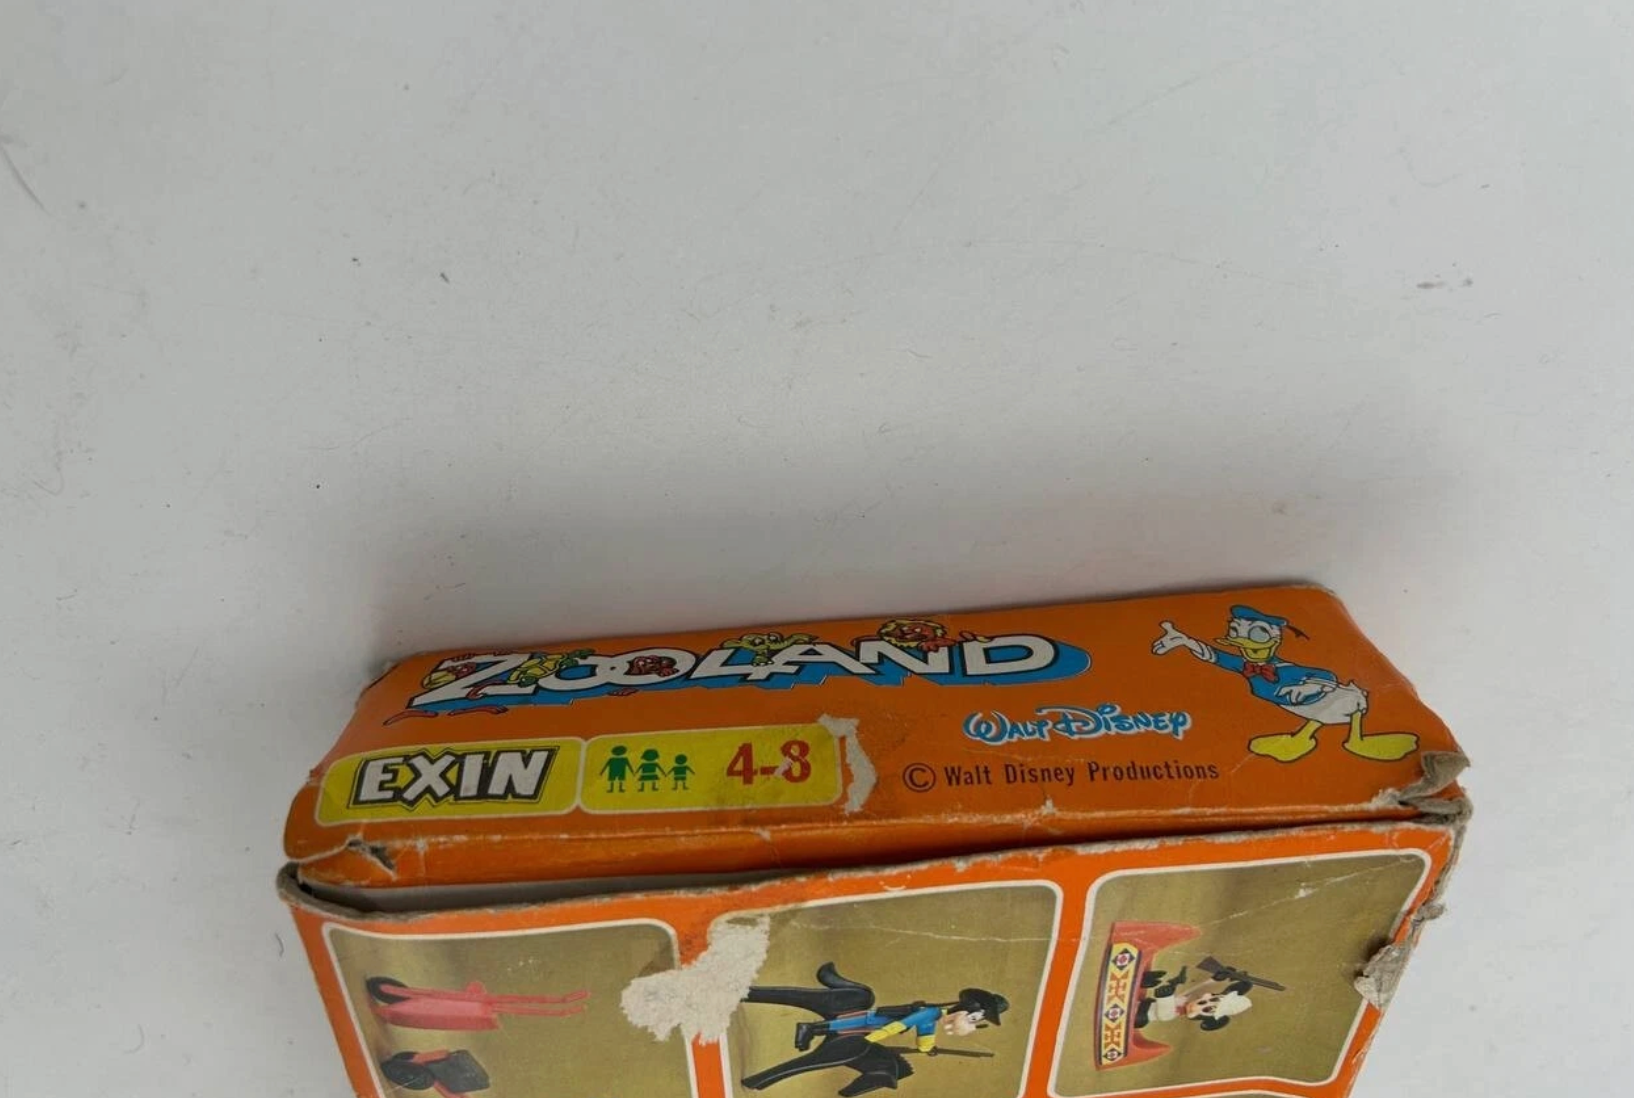 ZOOLAND
WALT DISNEY
EXIN 4-8
© Walt Disney Productions